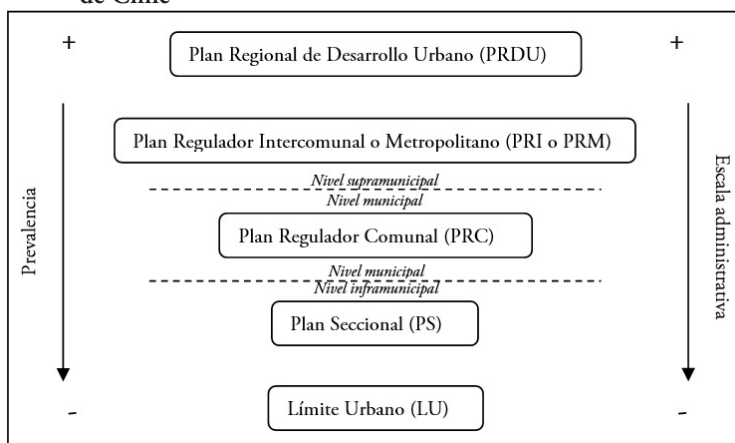 de Chile
+
+
Plan Regional de Desarrollo Urbano (PRDU)
Plan Regulador Intercomunal o Metropolitano (PRI o PRM)
Nivel supramunicipal
Nivel municipal
Prevalencia
Escala administrativa
Plan Regulador Comunal (PRC)
Nivel municipal
Nivel inframunicipal
Plan Seccional (PS)
Límite Urbano (LU)
-
-